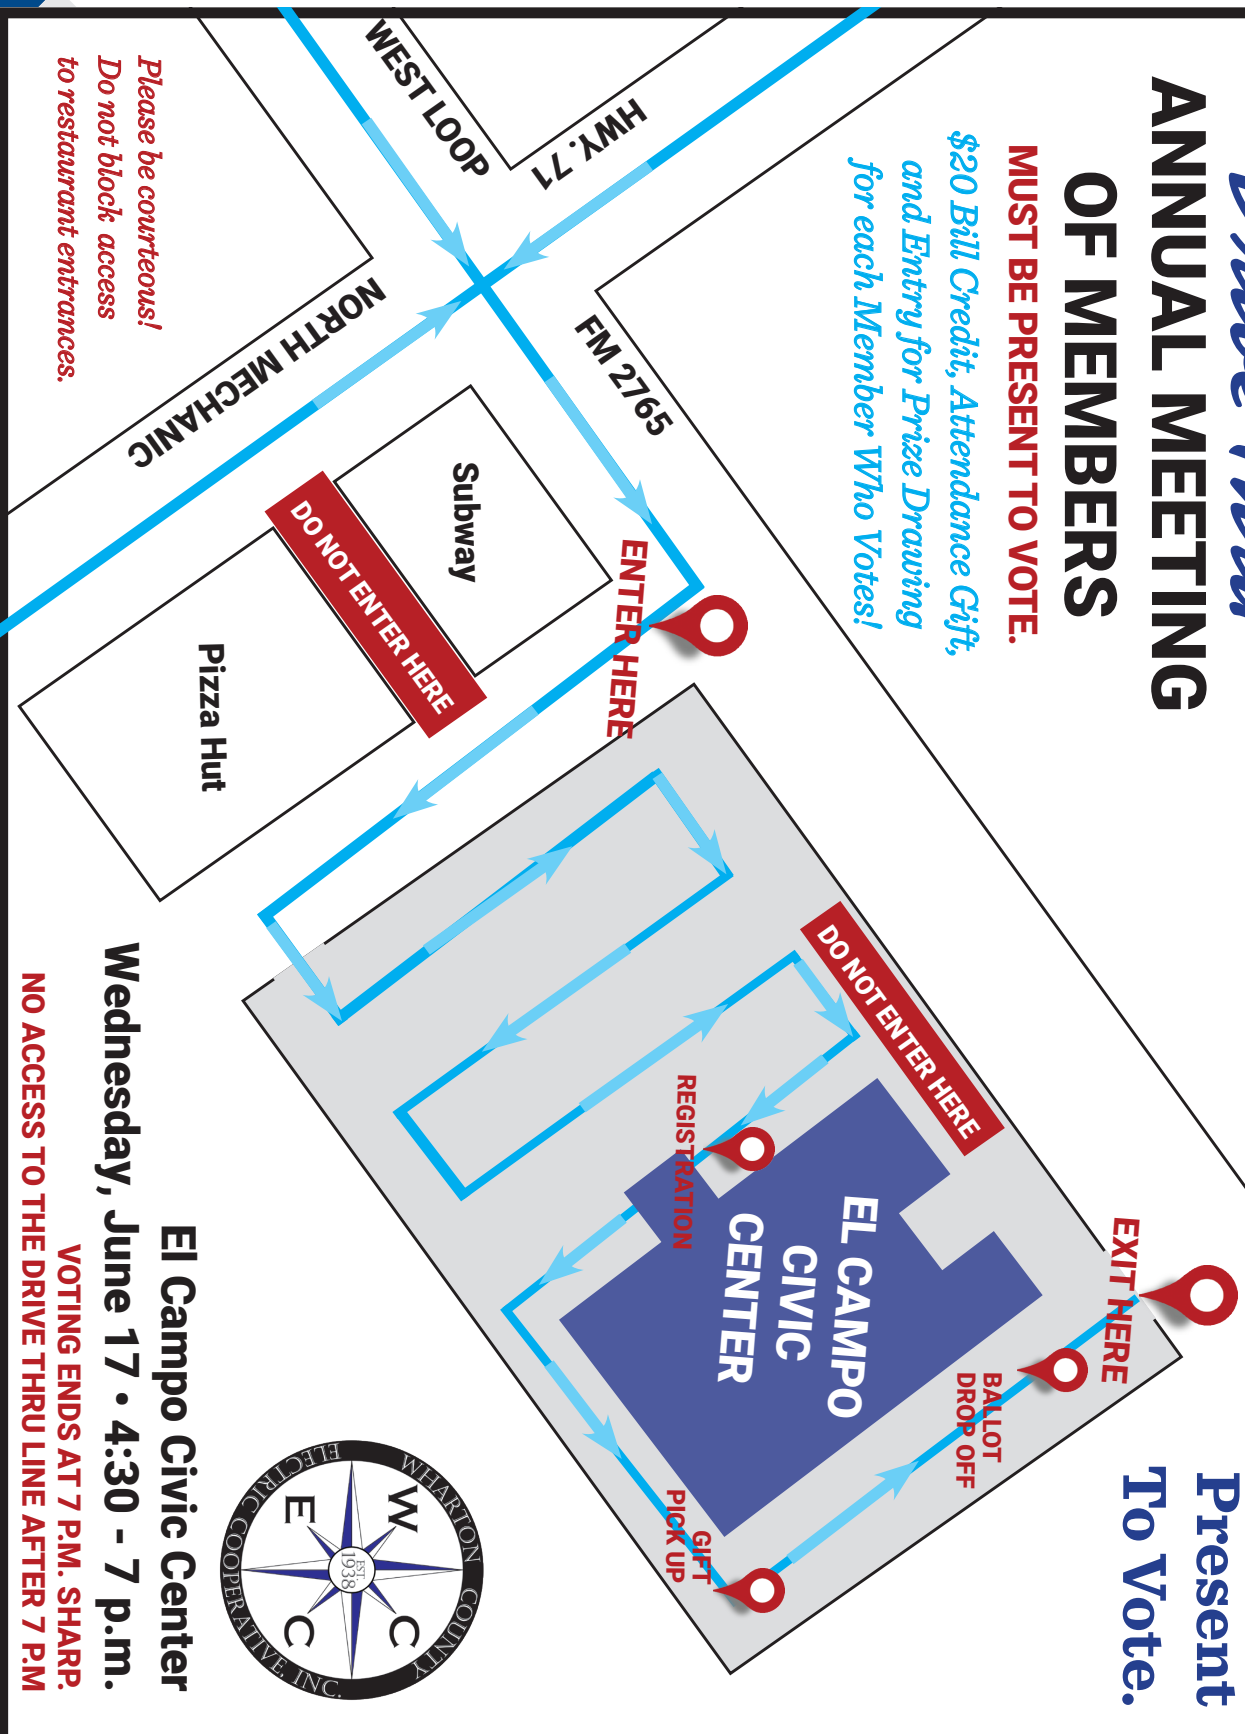 ANNUAL MEETING
OF MEMBERS
MUST BE PRESENT TO VOTE.
$20 Bill Credit, Attendance Gift,
and Entry for Prize Drawing
for each Member Who Votes!
Present
To Vote.
WEST LOOP
HWY. 71
FM 2765
NORTH MECHANIC
Please be courteous!
Do not block access
to restaurant entrances.
Subway
DO NOT ENTER HERE
Pizza Hut
ENTER HERE
DO NOT ENTER HERE
REGISTRATION
EL CAMPO
CIVIC
CENTER
EXIT HERE
BALLOT
DROP OFF
GIFT
PICK UP
El Campo Civic Center
Wednesday, June 17 • 4:30 - 7 p.m.
VOTING ENDS AT 7 P.M. SHARP.
NO ACCESS TO THE DRIVE THRU LINE AFTER 7 P.M
WHARTON COUNTY
ELECTRIC COOPERATIVE, INC.
W C
E C
EST.
1938